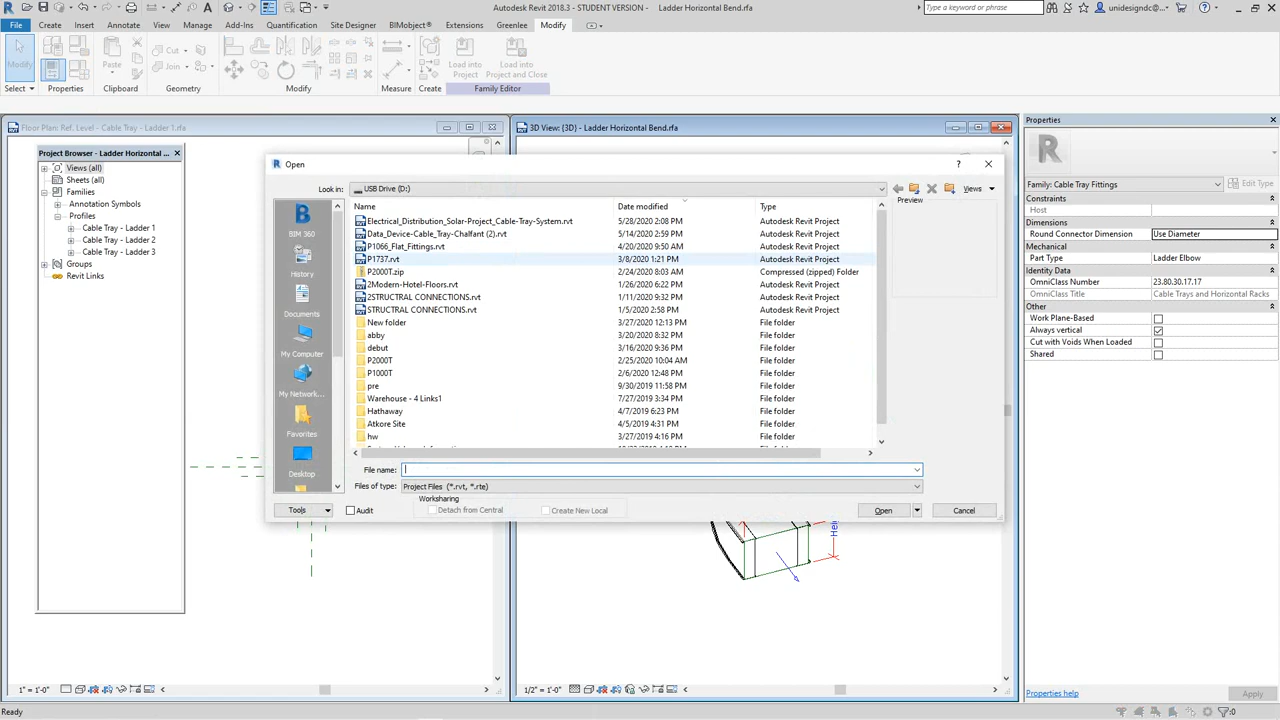 Autodesk Revit 2018.3 - STUDENT VERSION - Ladder Horizontal Bend.rfa
Type a keyword or phrase
unidesigndc...
File Create Insert Annotate View Manage Add-Ins Quantification Site Designer BIMobject® Extensions Greenlee Modify
Modify
Cut
Join
Paste
Load into
Project
Load into
Project and Close
Select Properties Clipboard Geometry Modify Measure Create Family Editor
Floor Plan: Ref. Level - Cable Tray - Ladder 1.rfa
3D View: {3D} - Ladder Horizontal Bend.rfa
Properties
Project Browser - Ladder Horizontal ...
Views (all)
Sheets (all)
Families
Annotation Symbols
Profiles
Cable Tray - Ladder 1
Cable Tray - Ladder 2
Cable Tray - Ladder 3
Groups
Revit Links
Open
Look in: USB Drive (D:)
Views
Preview
BIM 360
History
Documents
My Computer
My Network...
Favorites
Desktop
Name Date modified Type
Electrical_Distribution_Solar-Project_Cable-Tray-System.rvt 5/28/2020 2:08 PM Autodesk Revit Project
Data_Device-Cable_Tray-Chalfant (2).rvt 5/14/2020 2:59 PM Autodesk Revit Project
P1066_Flat_Fittings.rvt 4/20/2020 9:50 AM Autodesk Revit Project
P1737.rvt 3/8/2020 1:21 PM Autodesk Revit Project
P2000T.zip 2/24/2020 8:03 AM Compressed (zipped) Folder
2Modern-Hotel-Floors.rvt 1/26/2020 6:22 PM Autodesk Revit Project
2STRUCTRAL CONNECTIONS.rvt 1/11/2020 9:32 PM Autodesk Revit Project
STRUCTRAL CONNECTIONS.rvt 1/5/2020 2:58 PM Autodesk Revit Project
New folder 3/27/2020 12:13 PM File folder
abby 3/20/2020 8:32 PM File folder
debut 3/16/2020 9:36 PM File folder
P2000T 2/25/2020 10:04 AM File folder
P1000T 2/6/2020 12:48 PM File folder
pre 9/30/2019 11:58 PM File folder
Warehouse - 4 Links1 7/27/2019 3:34 PM File folder
Hathaway 4/7/2019 6:23 PM File folder
Atkore Site 4/5/2019 4:31 PM File folder
hw 3/27/2019 4:16 PM File folder
File name:
Files of type: Project Files (*.rvt, *.rte)
Worksharing
Tools Audit Detach from Central Create New Local Open Cancel
Family: Cable Tray Fittings Edit Type
Constraints
Host
Dimensions
Round Connector Dimension Use Diameter
Mechanical
Part Type Ladder Elbow
Identity Data
OmniClass Number 23.80.30.17.17
OmniClass Title Cable Trays and Horizontal Racks
Other
Work Plane-Based
Always vertical
Cut with Voids When Loaded
Shared
1" = 1'-0"
1/2" = 1'-0"
Properties help Apply
Ready
:0